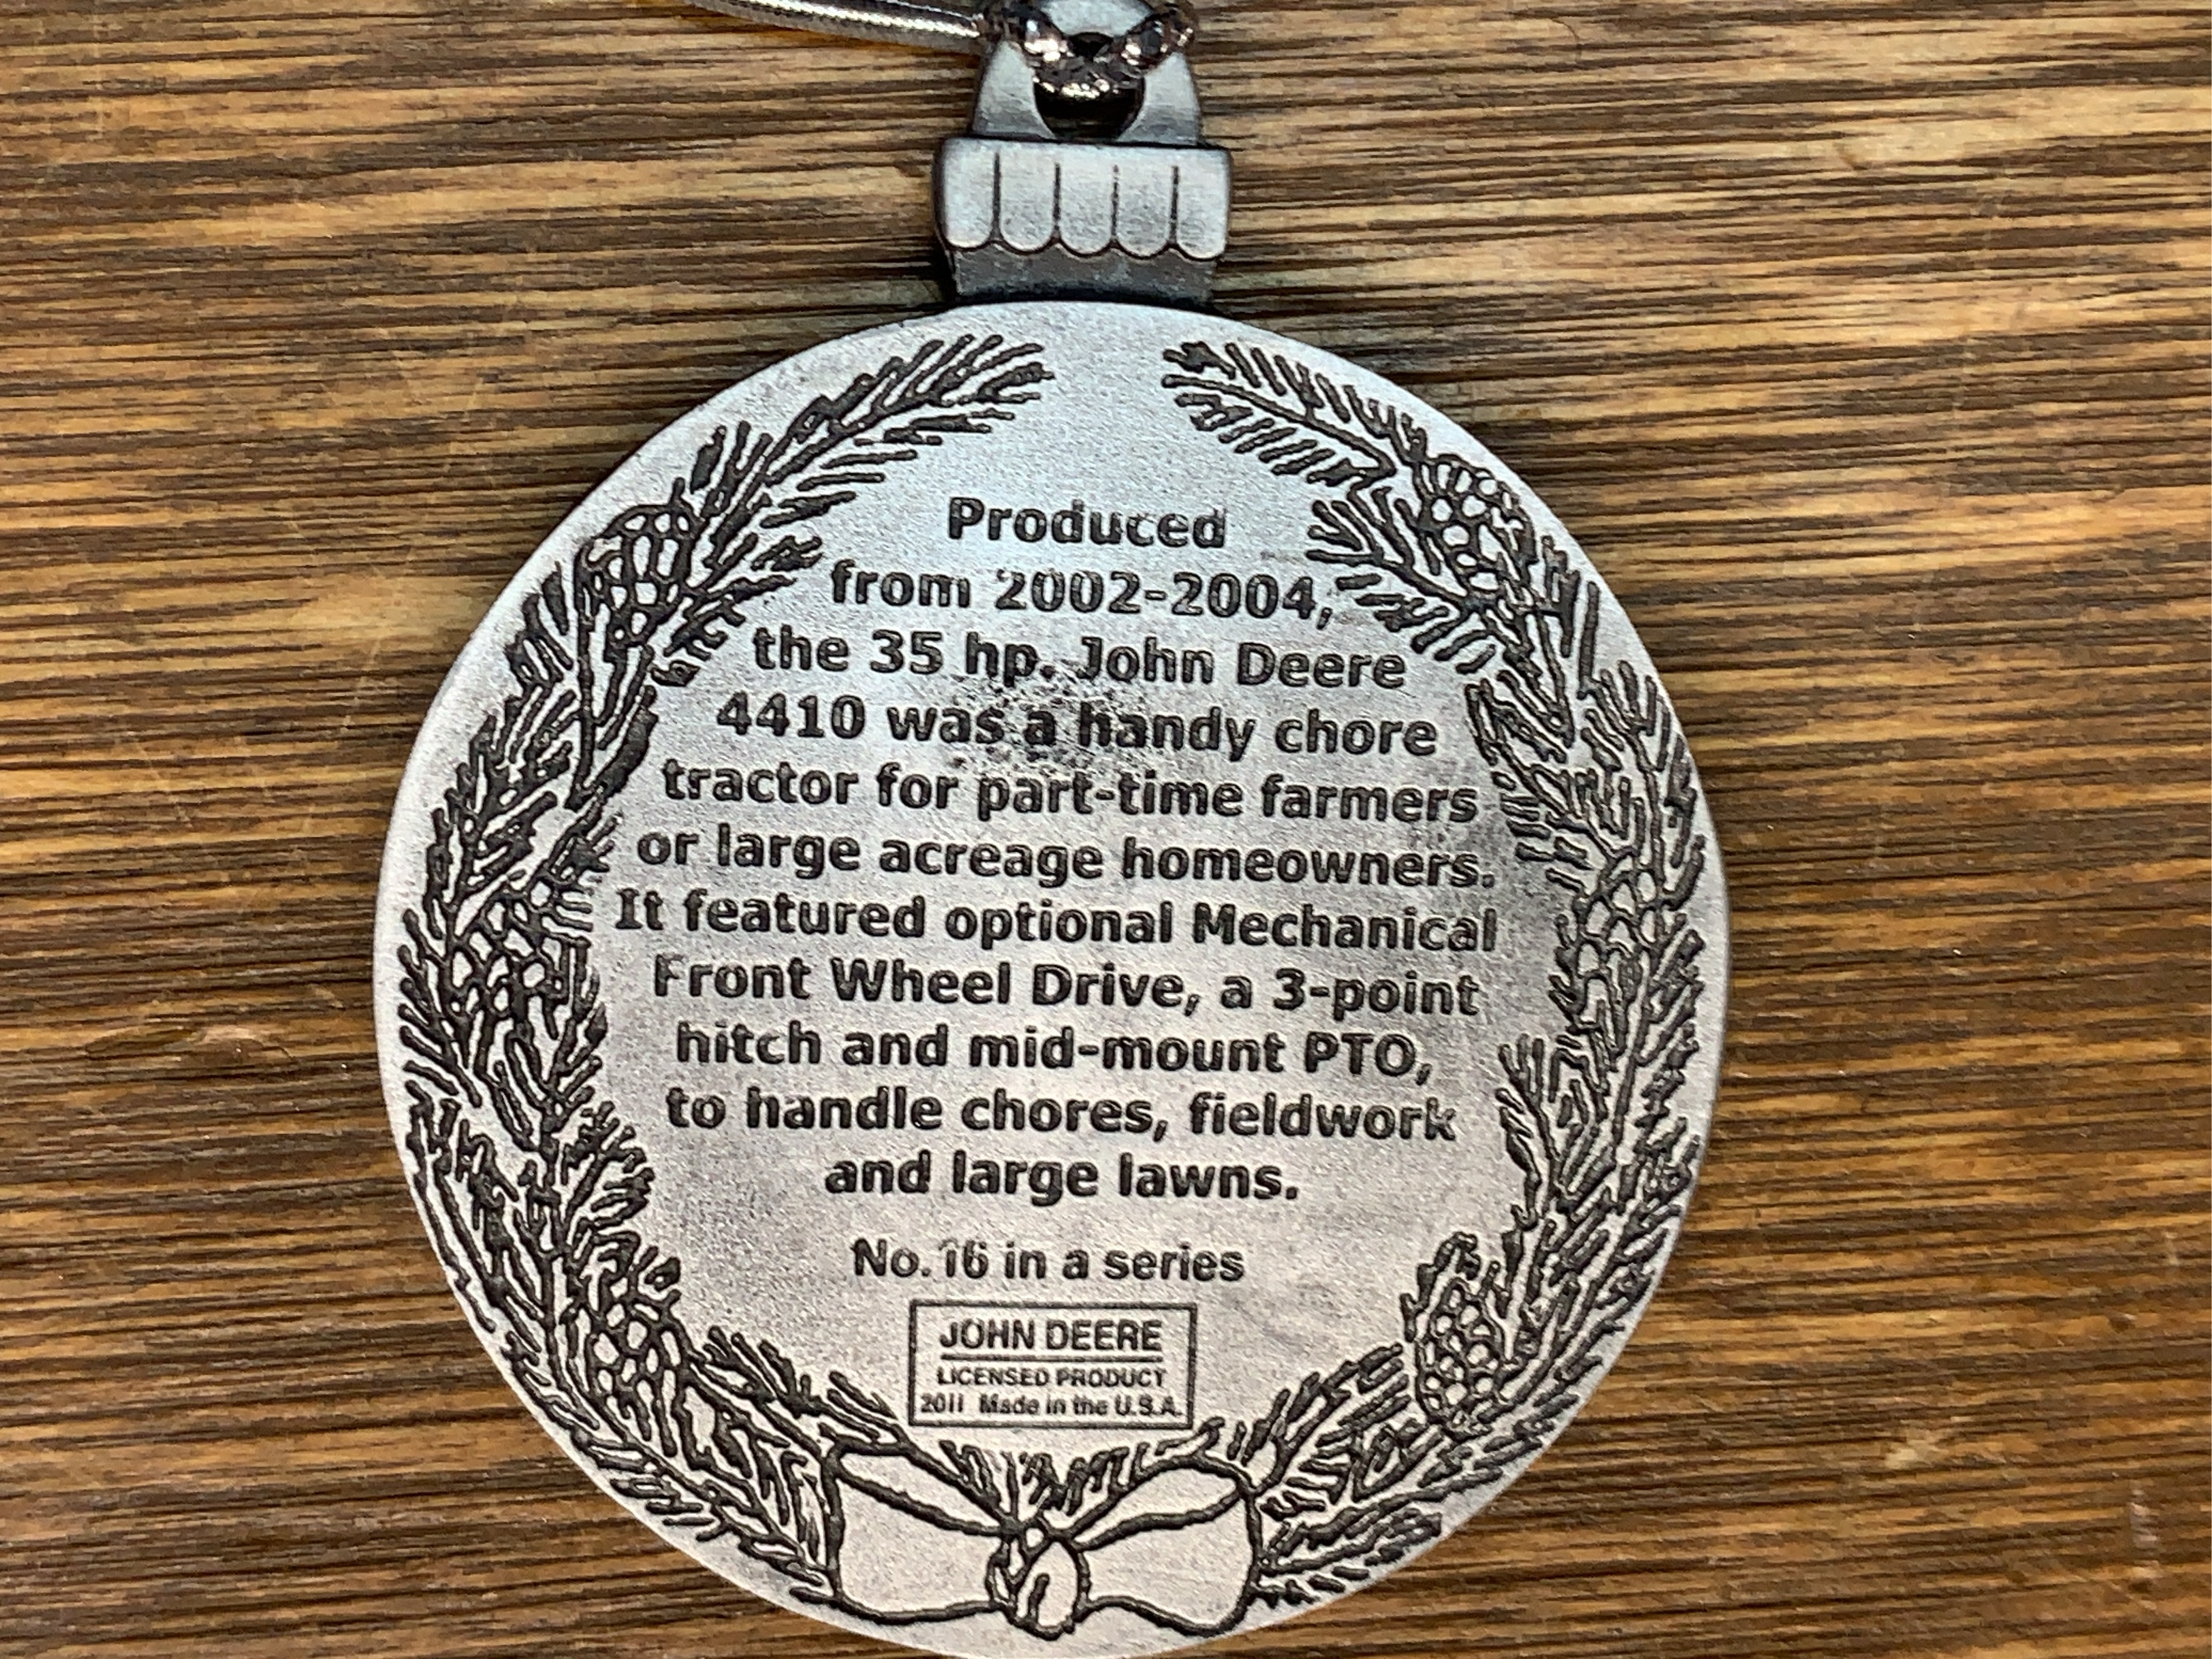 Produced
from 2002-2004,
the 35 hp. John Deere
4410 was a handy chore
tractor for part-time farmers
or large acreage homeowners.
It featured optional Mechanical
Front Wheel Drive, a 3-point
hitch and mid-mount PTO,
to handle chores, fieldwork
and large lawns.
No. 16 in a series
JOHN DEERE
LICENSED PRODUCT
2011 Made in the U.S.A.